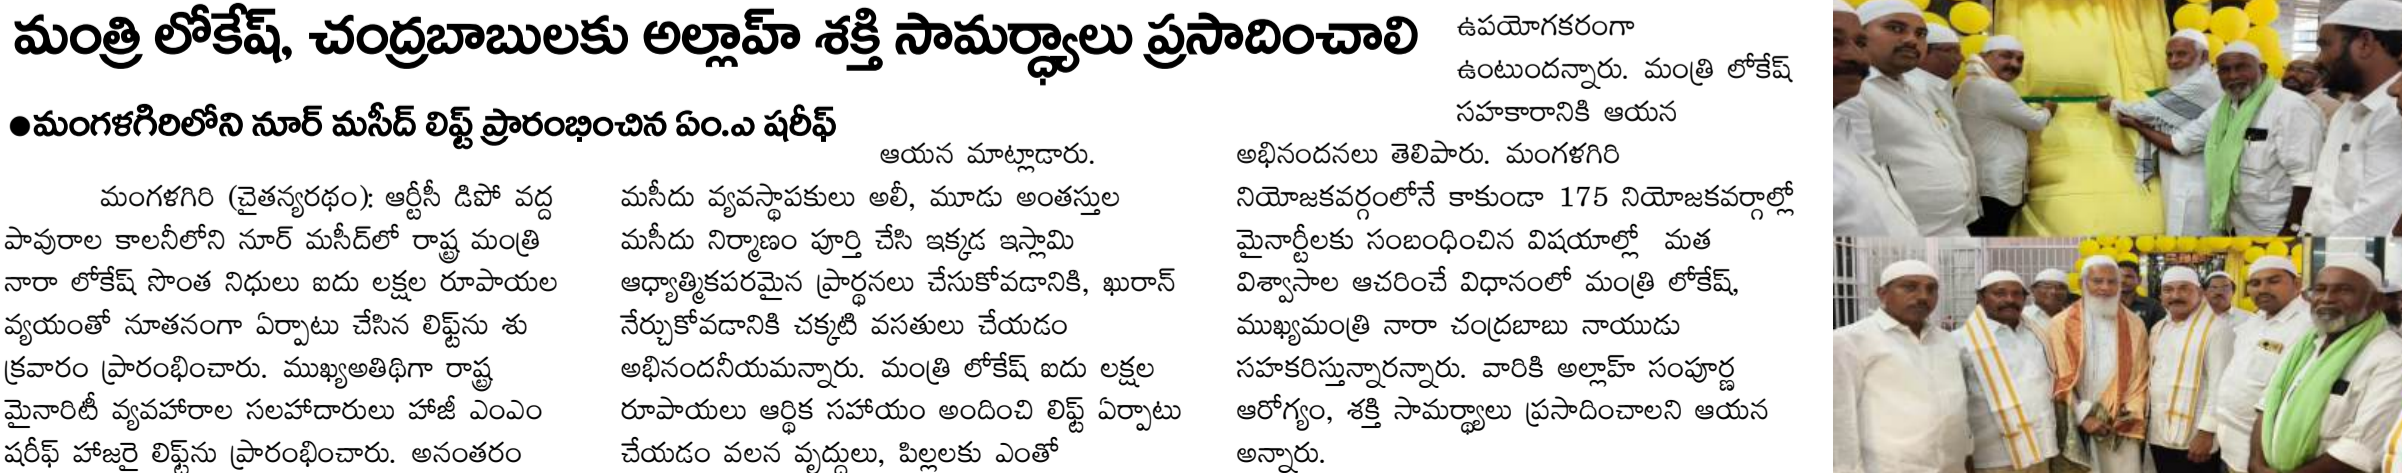 మంత్రి లోకేష్, చంద్రబాబులకు అల్లాహ్ శక్తి సామర్థ్యాలు ప్రసాదించాలి
●మంగళగిరిలోని నూర్ మసీద్ లిఫ్ట్ ప్రారంభించిన ఏం.ఎ షరీఫ్
మంగళగిరి (చైతన్యరథం): ఆర్టీసీ డిపో వద్ద
పావురాల కాలనీలోని నూర్ మసీద్‌లో రాష్ట్ర మంత్రి
నారా లోకేష్ సొంత నిధులు ఐదు లక్షల రూపాయల
వ్యయంతో నూతనంగా ఏర్పాటు చేసిన లిఫ్ట్‌ను శు
క్రవారం ప్రారంభించారు. ముఖ్యఅతిథిగా రాష్ట్ర
మైనారిటీ వ్యవహారాల సలహాదారులు హాజీ ఎంఎం
షరీఫ్ హాజరై లిఫ్ట్‌ను ప్రారంభించారు. అనంతరం
ఆయన మాట్లాడారు.
మసీదు వ్యవస్థాపకులు అలీ, మూడు అంతస్తుల
మసీదు నిర్మాణం పూర్తి చేసి ఇక్కడ ఇస్లామి
ఆధ్యాత్మికపరమైన ప్రార్థనలు చేసుకోవడానికి, ఖురాన్
నేర్చుకోవడానికి చక్కటి వసతులు చేయడం
అభినందనీయమన్నారు. మంత్రి లోకేష్ ఐదు లక్షల
రూపాయలు ఆర్థిక సహాయం అందించి లిఫ్ట్ ఏర్పాటు
చేయడం వలన వృద్ధులు, పిల్లలకు ఎంతో
ఉపయోగకరంగా
ఉంటుందన్నారు. మంత్రి లోకేష్
సహకారానికి ఆయన
అభినందనలు తెలిపారు. మంగళగిరి
నియోజకవర్గంలోనే కాకుండా 175 నియోజకవర్గాల్లో
మైనార్టీలకు సంబంధించిన విషయాల్లో మత
విశ్వాసాల ఆచరించే విధానంలో మంత్రి లోకేష్,
ముఖ్యమంత్రి నారా చంద్రబాబు నాయుడు
సహకరిస్తున్నారన్నారు. వారికి అల్లాహ్ సంపూర్ణ
ఆరోగ్యం, శక్తి సామర్థ్యాలు ప్రసాదించాలని ఆయన
అన్నారు.